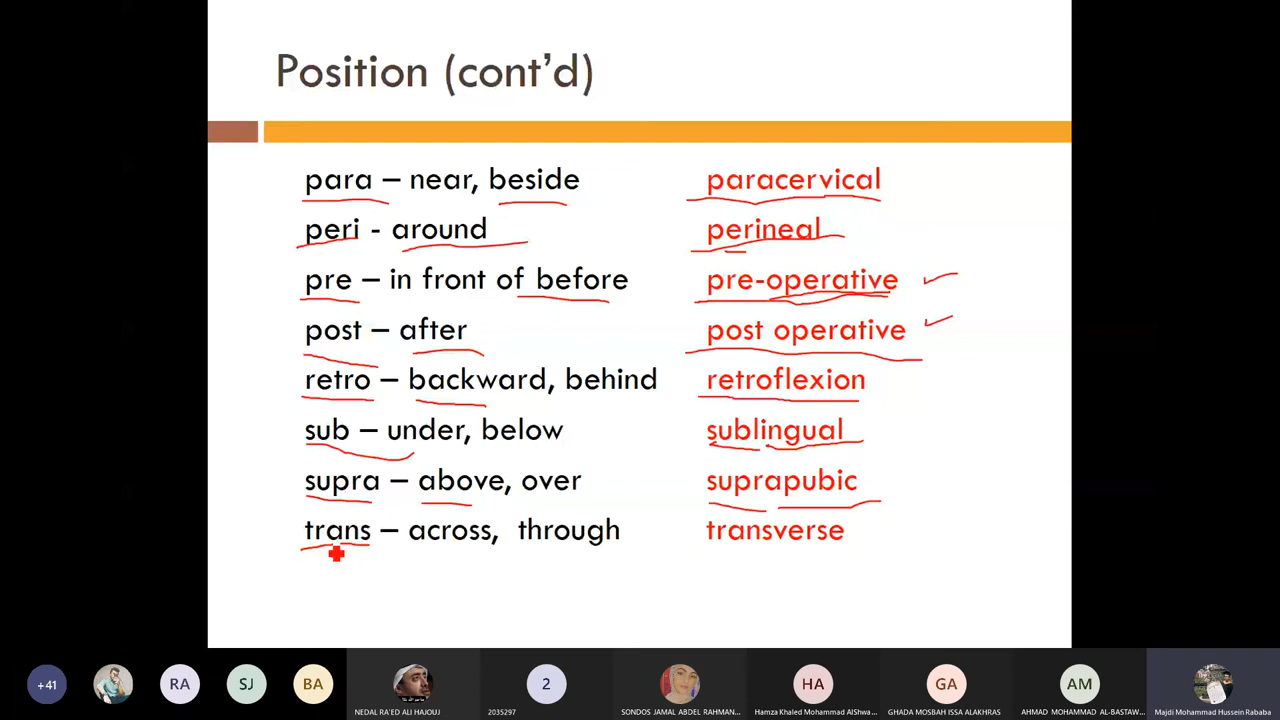 Position (cont’d)
para – near, beside paracervical
peri - around perineal
pre – in front of before pre-operative
post – after post operative
retro – backward, behind retroflexion
sub – under, below sublingual
supra – above, over suprapubic
trans – across, through transverse
+41 RA SJ BA 2 HA GA AM
NEDAL RA'ED ALI HAJOUJ 2035297 SONDOS JAMAL ABDEL RAHMAN... Hamza Khaled Mohammad AlShwa... GHADA MOSBAH ISSA ALAKHRAS AHMAD MOHAMMAD AL-BASTAW... Majdi Mohammad Hussein Rababa